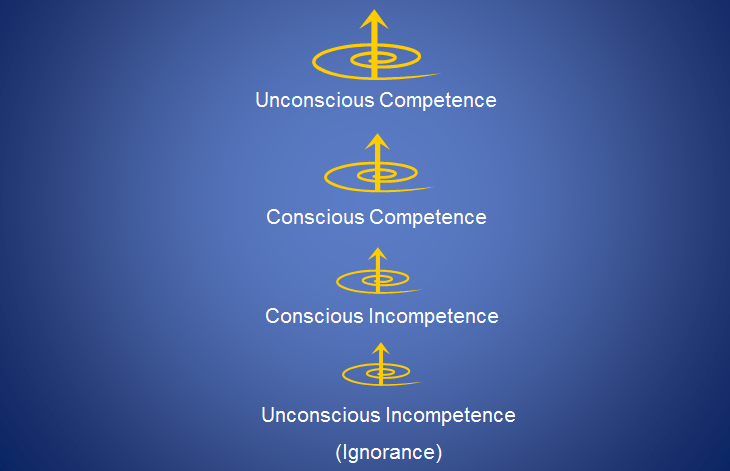 Unconscious Competence
Conscious Competence
Conscious Incompetence
Unconscious Incompetence
(Ignorance)